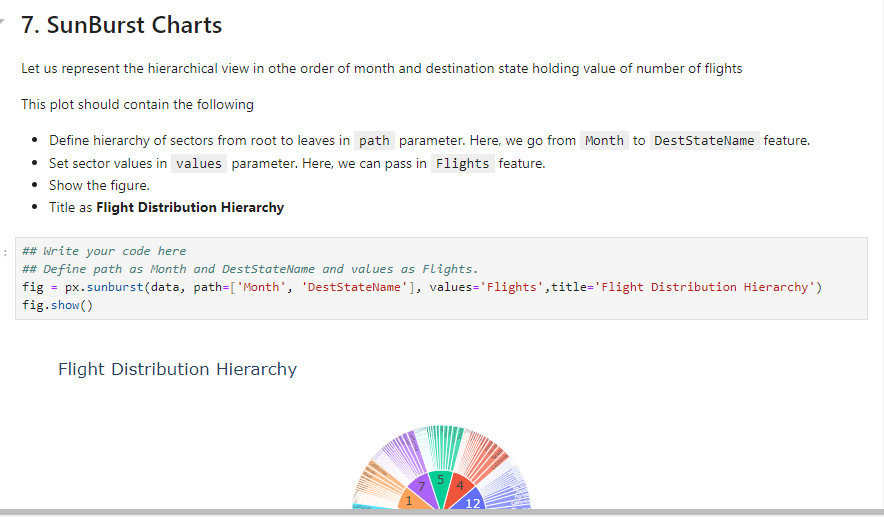 7. SunBurst Charts
Let us represent the hierarchical view in othe order of month and destination state holding value of number of flights
This plot should contain the following
• Define hierarchy of sectors from root to leaves in path parameter. Here, we go from Month to DestStateName feature.
• Set sector values in values parameter. Here, we can pass in Flights feature.
• Show the figure.
• Title as Flight Distribution Hierarchy
:
## Write your code here
## Define path as Month and DestStateName and values as Flights.
fig = px.sunburst(data, path=['Month', 'DestStateName'], values='Flights',title='Flight Distribution Hierarchy')
fig.show()
Flight Distribution Hierarchy
1
7
5
4
12